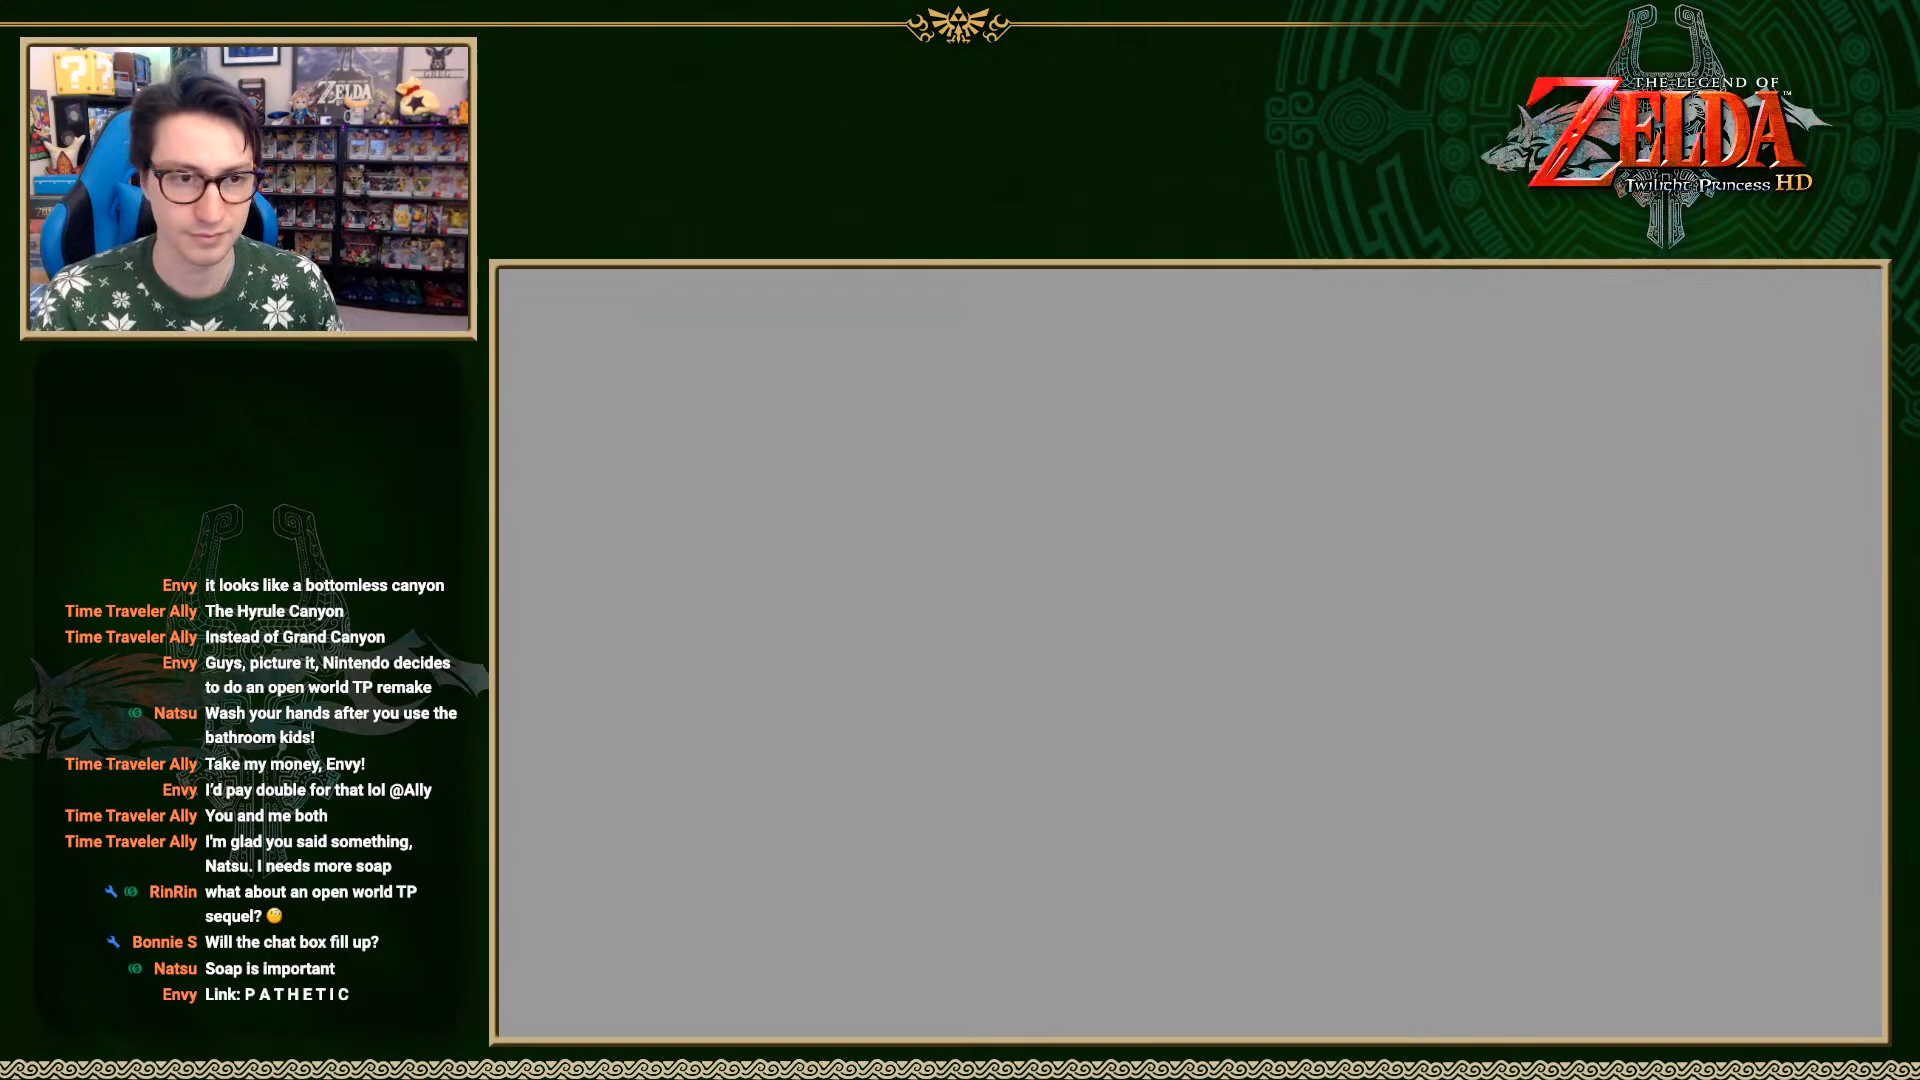 ZELDA
THE LEGEND OF
ZELDA™
Twilight Princess HD
Envy it looks like a bottomless canyon
Time Traveler Ally The Hyrule Canyon
Time Traveler Ally Instead of Grand Canyon
Envy Guys, picture it, Nintendo decides
to do an open world TP remake
Natsu Wash your hands after you use the
bathroom kids!
Time Traveler Ally Take my money, Envy!
Envy I'd pay double for that lol @Ally
Time Traveler Ally You and me both
Time Traveler Ally I'm glad you said something,
Natsu. I needs more soap
RinRin what about an open world TP
sequel? 🧐
Bonnie S Will the chat box fill up?
Natsu Soap is important
Envy Link: P A T H E T I C